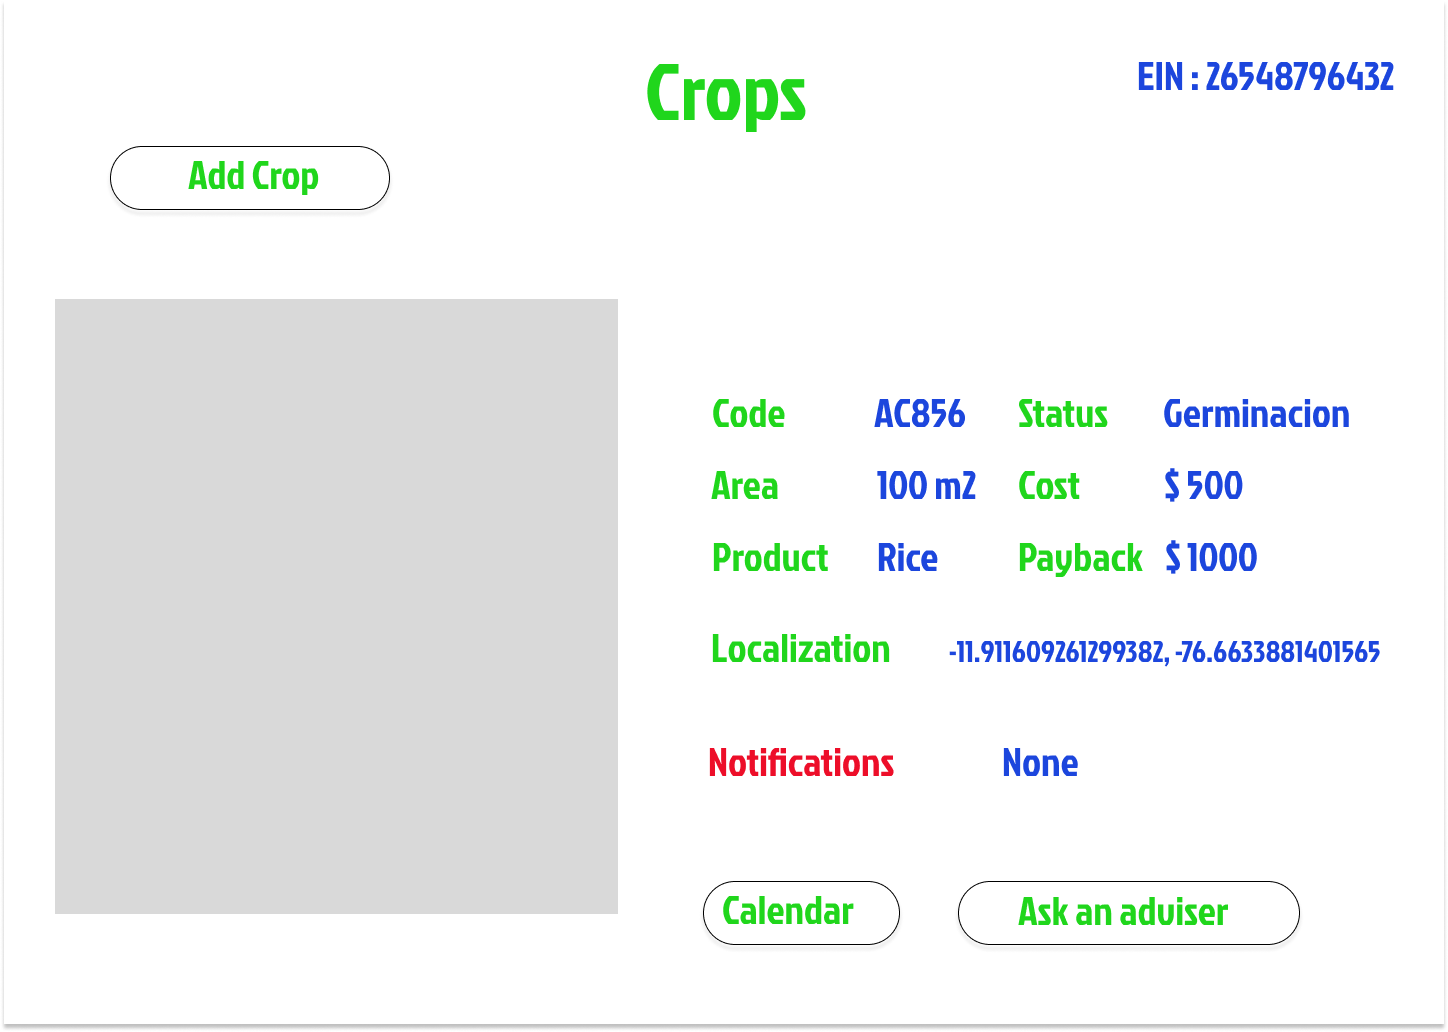 Crops
EIN : 26548796432
Add Crop
Code AC856 Status Germinacion
Area 100 m2 Cost $ 500
Product Rice Payback $ 1000
Localization -11.911609261299382, -76.6633881401565
Notifications None
Calendar Ask an adviser